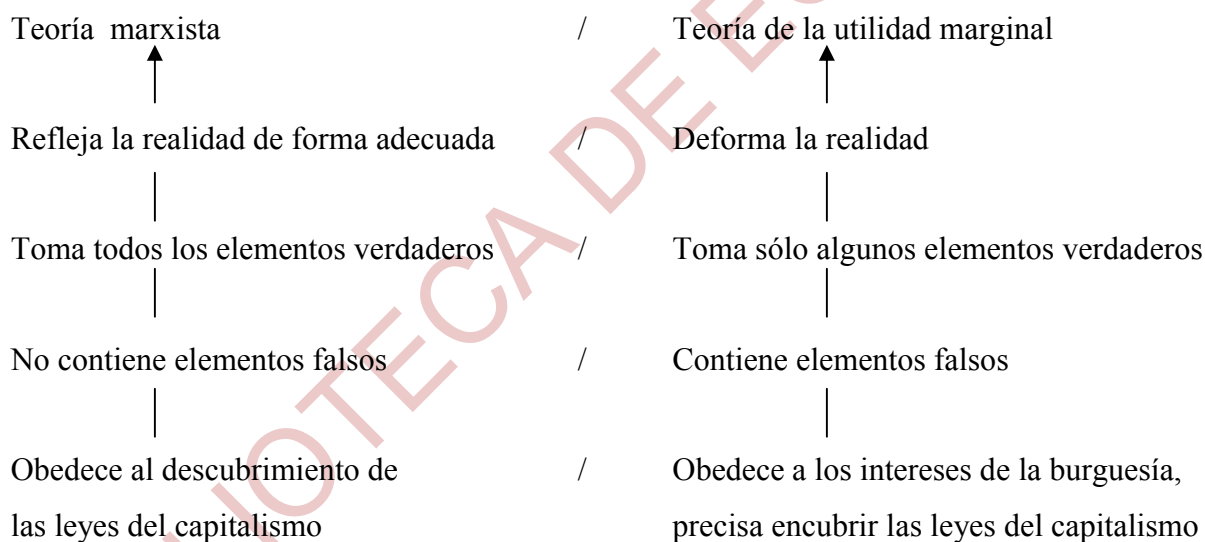 Teoría marxista / Teoría de la utilidad marginal
Refleja la realidad de forma adecuada / Deforma la realidad
Toma todos los elementos verdaderos / Toma sólo algunos elementos verdaderos
No contiene elementos falsos / Contiene elementos falsos
Obedece al descubrimiento de / Obedece a los intereses de la burguesía,
las leyes del capitalismo precisa encubrir las leyes del capitalismo